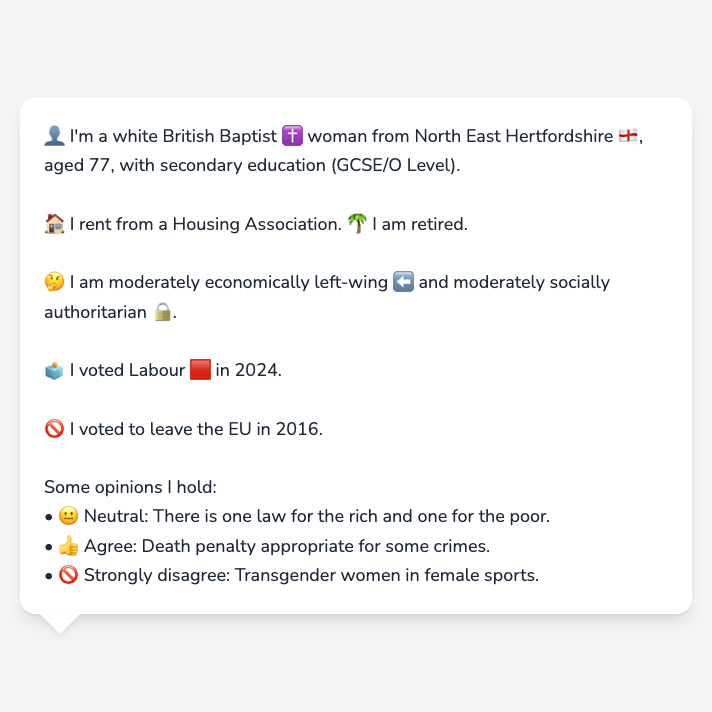 👤 I'm a white British Baptist ✝️ woman from North East Hertfordshire 🏴󠁧󠁢󠁥󠁮󠁧󠁿,
aged 77, with secondary education (GCSE/O Level).
🏠 I rent from a Housing Association. 🌴 I am retired.
🤔 I am moderately economically left-wing ⬅️ and moderately socially
authoritarian 🔒.
🗳️ I voted Labour 🟥 in 2024.
🚫 I voted to leave the EU in 2016.
Some opinions I hold:
• 😐 Neutral: There is one law for the rich and one for the poor.
• 👍 Agree: Death penalty appropriate for some crimes.
• 🚫 Strongly disagree: Transgender women in female sports.